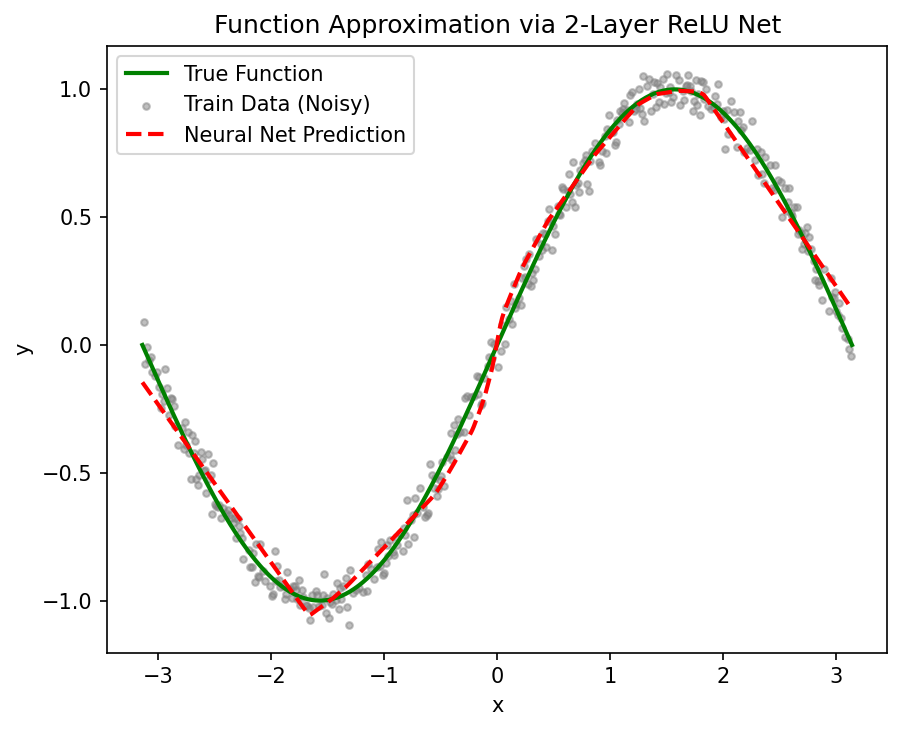 Function Approximation via 2-Layer ReLU Net
True Function
Train Data (Noisy)
Neural Net Prediction
1.0
0.5
0.0
−0.5
−1.0
y
−3 −2 −1 0 1 2 3
x